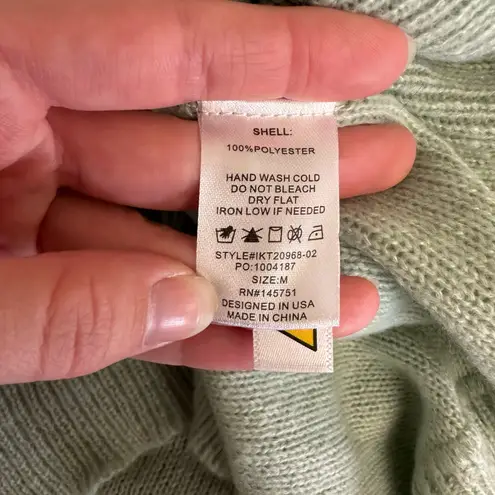 SHELL:
100%POLYESTER
HAND WASH COLD
DO NOT BLEACH
DRY FLAT
IRON LOW IF NEEDED
STYLE#IKT20968-02
PO:1004187
SIZE:M
RN#145751
DESIGNED IN USA
MADE IN CHINA